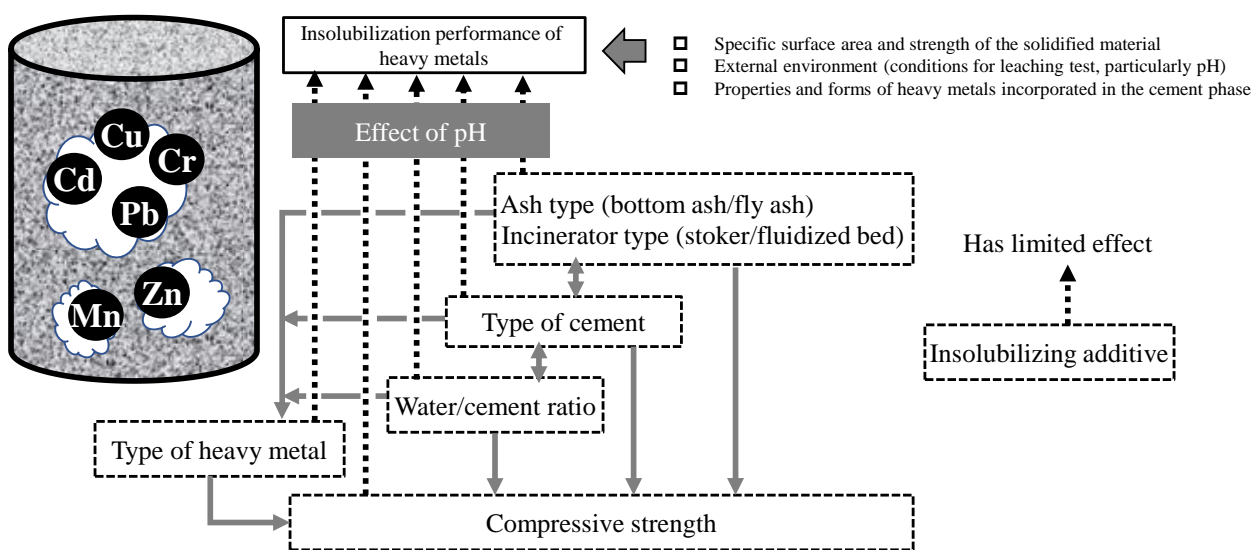 Insolubilization performance of
heavy metals
Specific surface area and strength of the solidified material
External environment (conditions for leaching test, particularly pH)
Properties and forms of heavy metals incorporated in the cement phase
Effect of pH
Cu
Cr
Cd
Pb
Zn
Mn
Ash type (bottom ash/fly ash)
Incinerator type (stoker/fluidized bed)
Has limited effect
Type of cement
Insolubilizing additive
Water/cement ratio
Type of heavy metal
Compressive strength